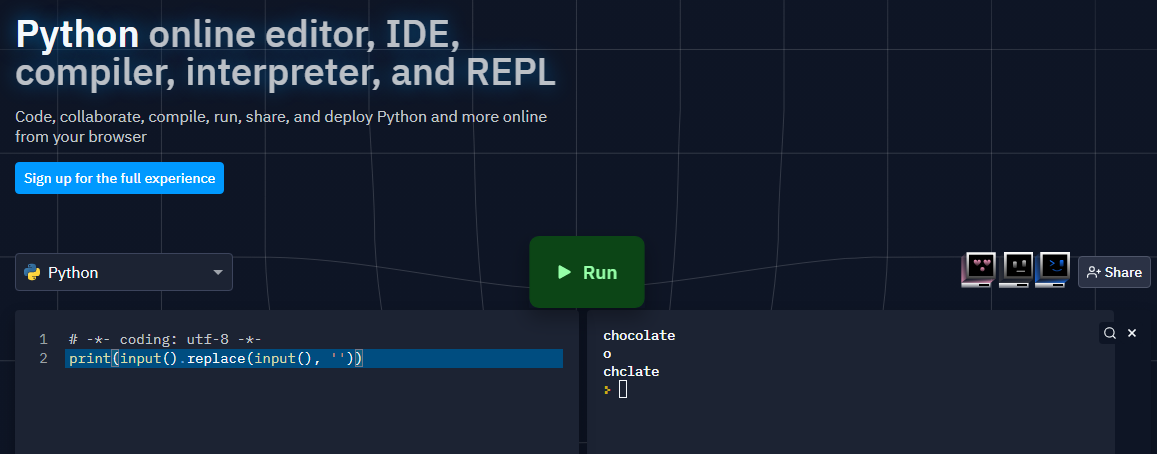 Python online editor, IDE,
compiler, interpreter, and REPL
Code, collaborate, compile, run, share, and deploy Python and more online
from your browser
Sign up for the full experience
Python
Run
Share
1 # -*- coding: utf-8 -*-
2 print(input().replace(input(), ''))
chocolate
o
chclate